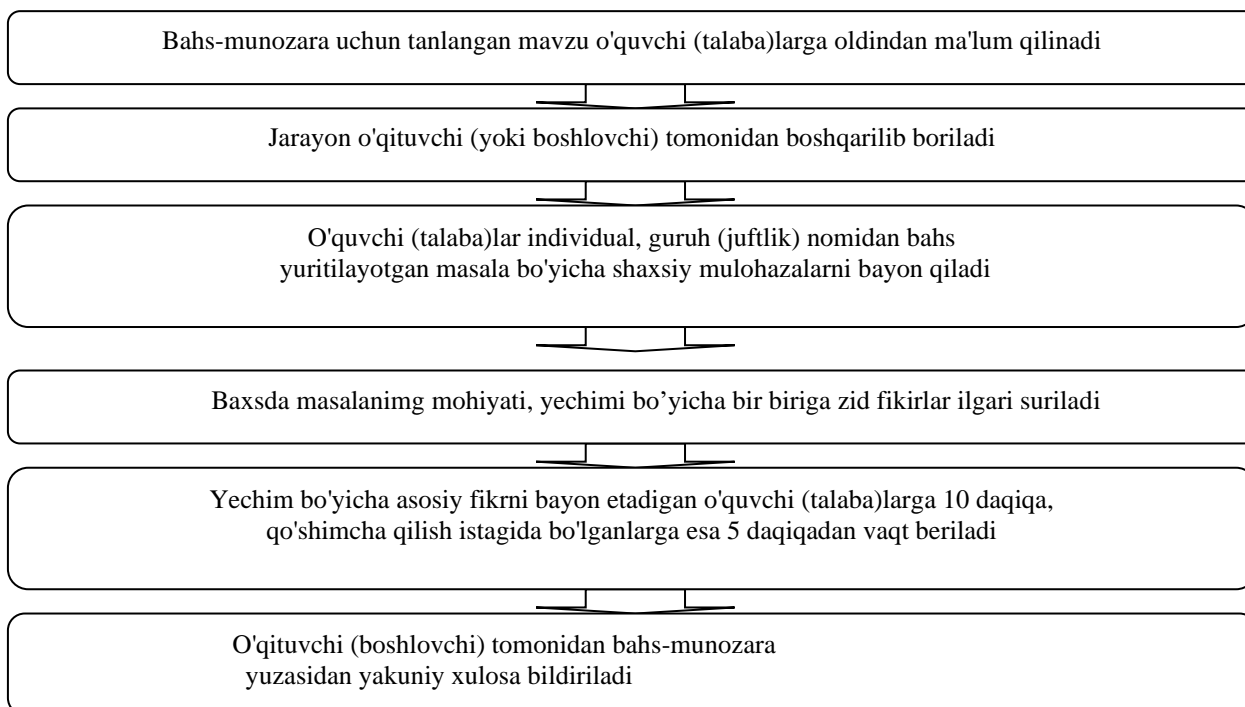 Bahs-munozara uchun tanlangan mavzu o'quvchi (talaba)larga oldindan ma'lum qilinadi
Jarayon o'qituvchi (yoki boshlovchi) tomonidan boshqarilib boriladi
O'quvchi (talaba)lar individual, guruh (juftlik) nomidan bahs
yuritilayotgan masala bo'yicha shaxsiy mulohazalarni bayon qiladi
Baxsda masalanimg mohiyati, yechimi bo’yicha bir biriga zid fikirlar ilgari suriladi
Yechim bo'yicha asosiy fikrni bayon etadigan o'quvchi (talaba)larga 10 daqiqa,
qo'shimcha qilish istagida bo'lganlarga esa 5 daqiqadan vaqt beriladi
O'qituvchi (boshlovchi) tomonidan bahs-munozara
yuzasidan yakuniy xulosa bildiriladi